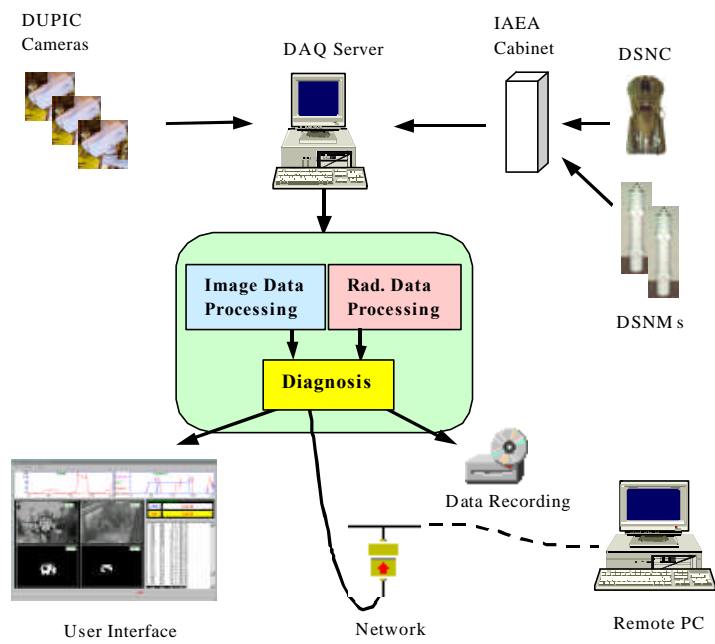 DUPIC
Cameras
DAQ Server
IAEA
Cabinet
DSNC
DSNMs
Image Data
Processing
Rad. Data
Processing
Diagnosis
Data Recording
User Interface
Network
Remote PC